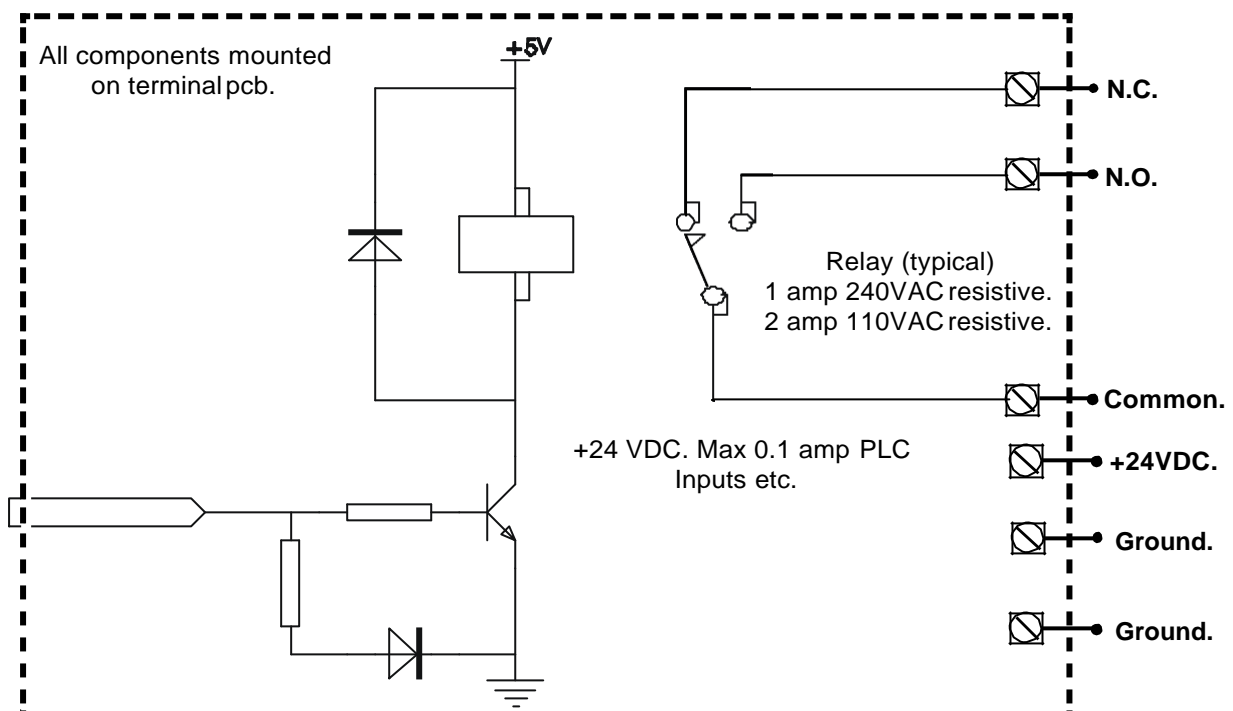 All components mounted
on terminal pcb.
+5V
N.C.
N.O.
Relay (typical)
1 amp 240VAC resistive.
2 amp 110VAC resistive.
Common.
+24 VDC. Max 0.1 amp PLC
Inputs etc.
+24VDC.
Ground.
Ground.